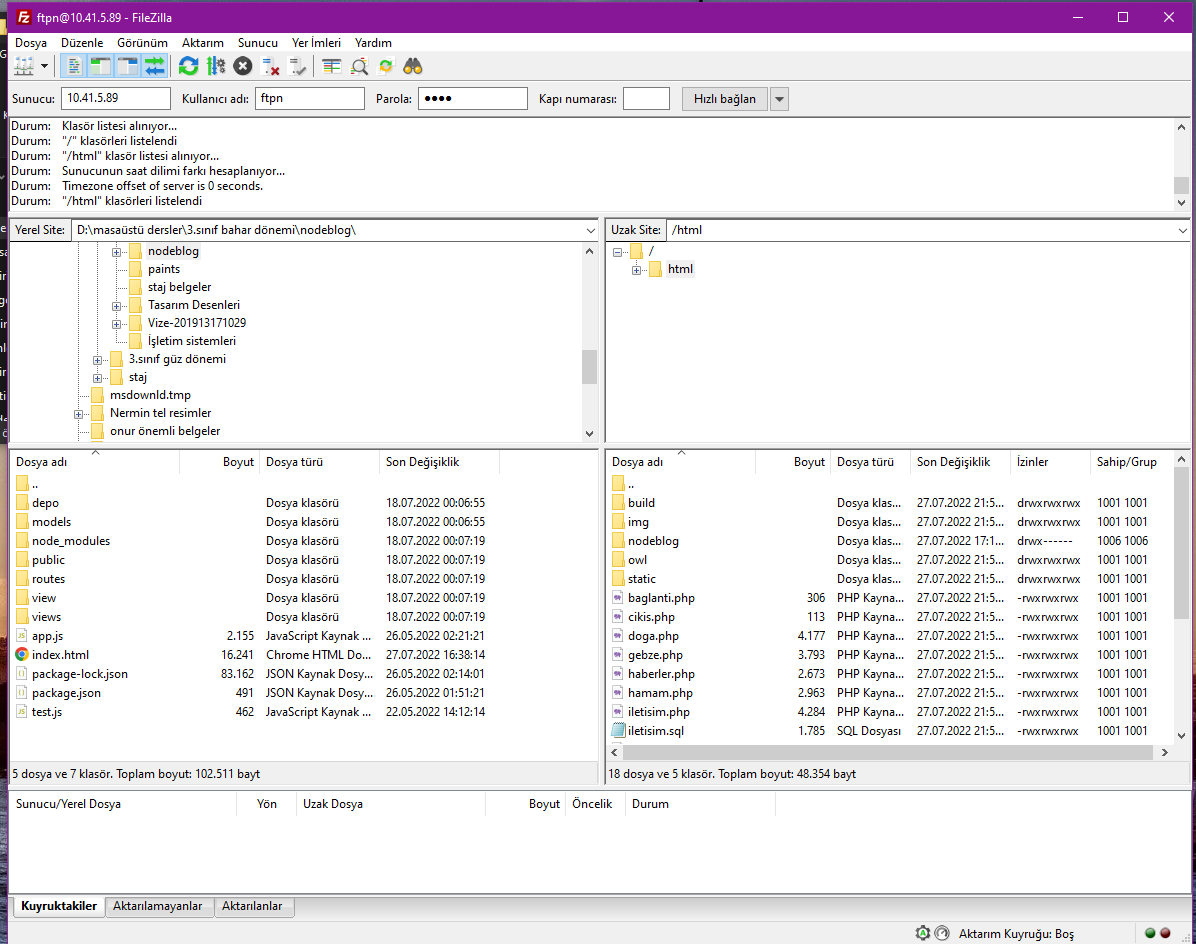 ftpn@10.41.5.89 - FileZilla
Dosya Düzenle Görünüm Aktarım Sunucu Yer İmleri Yardım
Sunucu: 10.41.5.89 Kullanıcı adı: ftpn Parola: ●●●● Kapı numarası: Hızlı bağlan
Durum: Klasör listesi alınıyor...
Durum: "/" klasörleri listelendi
Durum: "/html" klasör listesi alınıyor...
Durum: Sunucunun saat dilimi farkı hesaplanıyor...
Durum: Timezone offset of server is 0 seconds.
Durum: "/html" klasörleri listelendi
Yerel Site: D:\masaüstü dersler\3.sınıf bahar dönemi\nodeblog\
nodeblog
paints
staj belgeler
Tasarım Desenleri
Vize-201913171029
İşletim sistemleri
3.sınıf güz dönemi
staj
msdownld.tmp
Nermin tel resimler
onur önemli belgeler
Uzak Site: /html
/
html
Dosya adı Boyut Dosya türü Son Değişiklik
..
depo Dosya klasörü 18.07.2022 00:06:55
models Dosya klasörü 18.07.2022 00:06:55
node_modules Dosya klasörü 18.07.2022 00:07:19
public Dosya klasörü 18.07.2022 00:07:19
routes Dosya klasörü 18.07.2022 00:07:19
view Dosya klasörü 18.07.2022 00:07:19
views Dosya klasörü 18.07.2022 00:07:19
app.js 2.155 JavaScript Kaynak ... 26.05.2022 02:21:21
index.html 16.241 Chrome HTML Do... 27.07.2022 16:38:14
package-lock.json 83.162 JSON Kaynak Dosy... 26.05.2022 02:14:01
package.json 491 JSON Kaynak Dosy... 26.05.2022 01:51:21
test.js 462 JavaScript Kaynak ... 22.05.2022 14:12:14
5 dosya ve 7 klasör. Toplam boyut: 102.511 bayt
Dosya adı Boyut Dosya türü Son Değişiklik İzinler Sahip/Grup
..
build Dosya klas... 27.07.2022 21:5... drwxrwxrwx 1001 1001
img Dosya klas... 27.07.2022 21:5... drwxrwxrwx 1001 1001
nodeblog Dosya klas... 27.07.2022 17:1... drwx------ 1006 1006
owl Dosya klas... 27.07.2022 21:5... drwxrwxrwx 1001 1001
static Dosya klas... 27.07.2022 21:5... drwxrwxrwx 1001 1001
baglanti.php 306 PHP Kayna... 27.07.2022 21:5... -rwxrwxrwx 1001 1001
cikis.php 113 PHP Kayna... 27.07.2022 21:5... -rwxrwxrwx 1001 1001
doga.php 4.177 PHP Kayna... 27.07.2022 21:5... -rwxrwxrwx 1001 1001
gebze.php 3.793 PHP Kayna... 27.07.2022 21:5... -rwxrwxrwx 1001 1001
haberler.php 2.673 PHP Kayna... 27.07.2022 21:5... -rwxrwxrwx 1001 1001
hamam.php 2.963 PHP Kayna... 27.07.2022 21:5... -rwxrwxrwx 1001 1001
iletisim.php 4.284 PHP Kayna... 27.07.2022 21:5... -rwxrwxrwx 1001 1001
iletisim.sql 1.785 SQL Dosyası 27.07.2022 21:5... -rwxrwxrwx 1001 1001
18 dosya ve 5 klasör. Toplam boyut: 48.354 bayt
Sunucu/Yerel Dosya Yön Uzak Dosya Boyut Öncelik Durum
Kuyruktakiler Aktarılamayanlar Aktarılanlar
Aktarım Kuyruğu: Boş